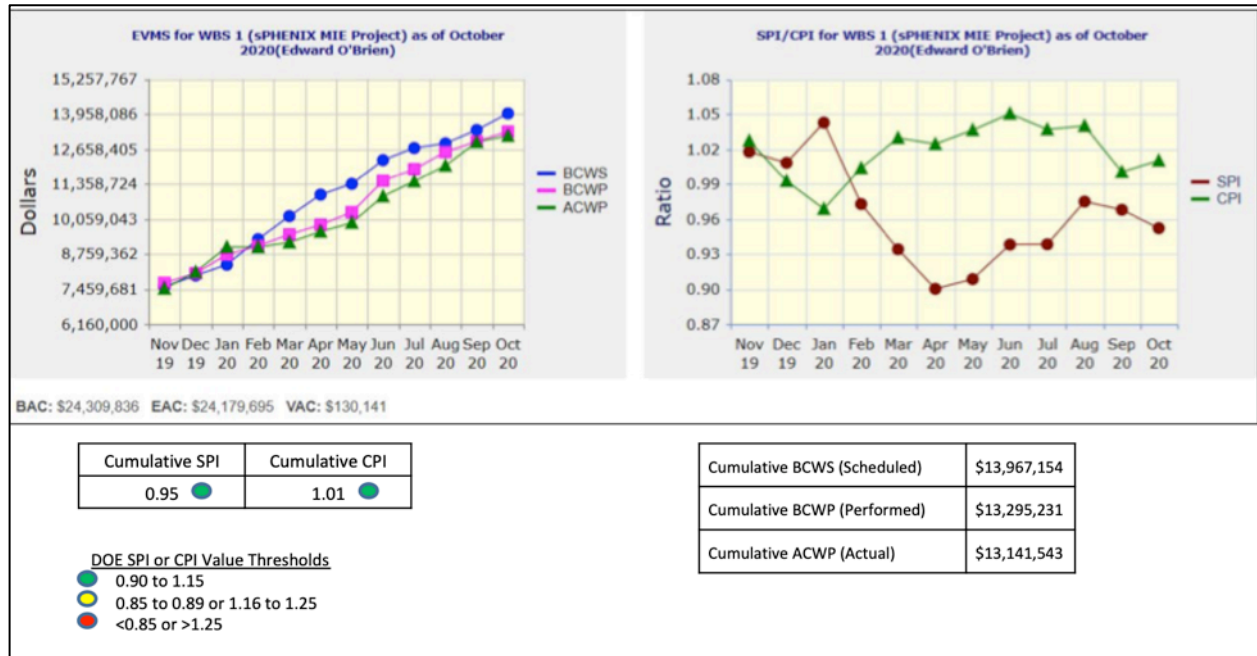 EVMS for WBS 1 (sPHENIX MIE Project) as of October
2020(Edward O'Brien)
15,257,767
13,958,086
12,658,405
11,358,724
10,059,043
8,759,362
7,459,681
6,160,000
Dollars
Nov Dec Jan Feb Mar Apr May Jun Jul Aug Sep Oct
19 19 20 20 20 20 20 20 20 20 20 20
BCWS
BCWP
ACWP
SPI/CPI for WBS 1 (sPHENIX MIE Project) as of October
2020(Edward O'Brien)
1.08
1.05
1.02
0.99
0.96
0.93
0.90
0.87
Ratio
Nov Dec Jan Feb Mar Apr May Jun Jul Aug Sep Oct
19 19 20 20 20 20 20 20 20 20 20 20
SPI
CPI
BAC: $24,309,836 EAC: $24,179,695 VAC: $130,141
Cumulative SPI Cumulative CPI
0.95 1.01
DOE SPI or CPI Value Thresholds
0.90 to 1.15
0.85 to 0.89 or 1.16 to 1.25
<0.85 or >1.25
Cumulative BCWS (Scheduled) $13,967,154
Cumulative BCWP (Performed) $13,295,231
Cumulative ACWP (Actual) $13,141,543